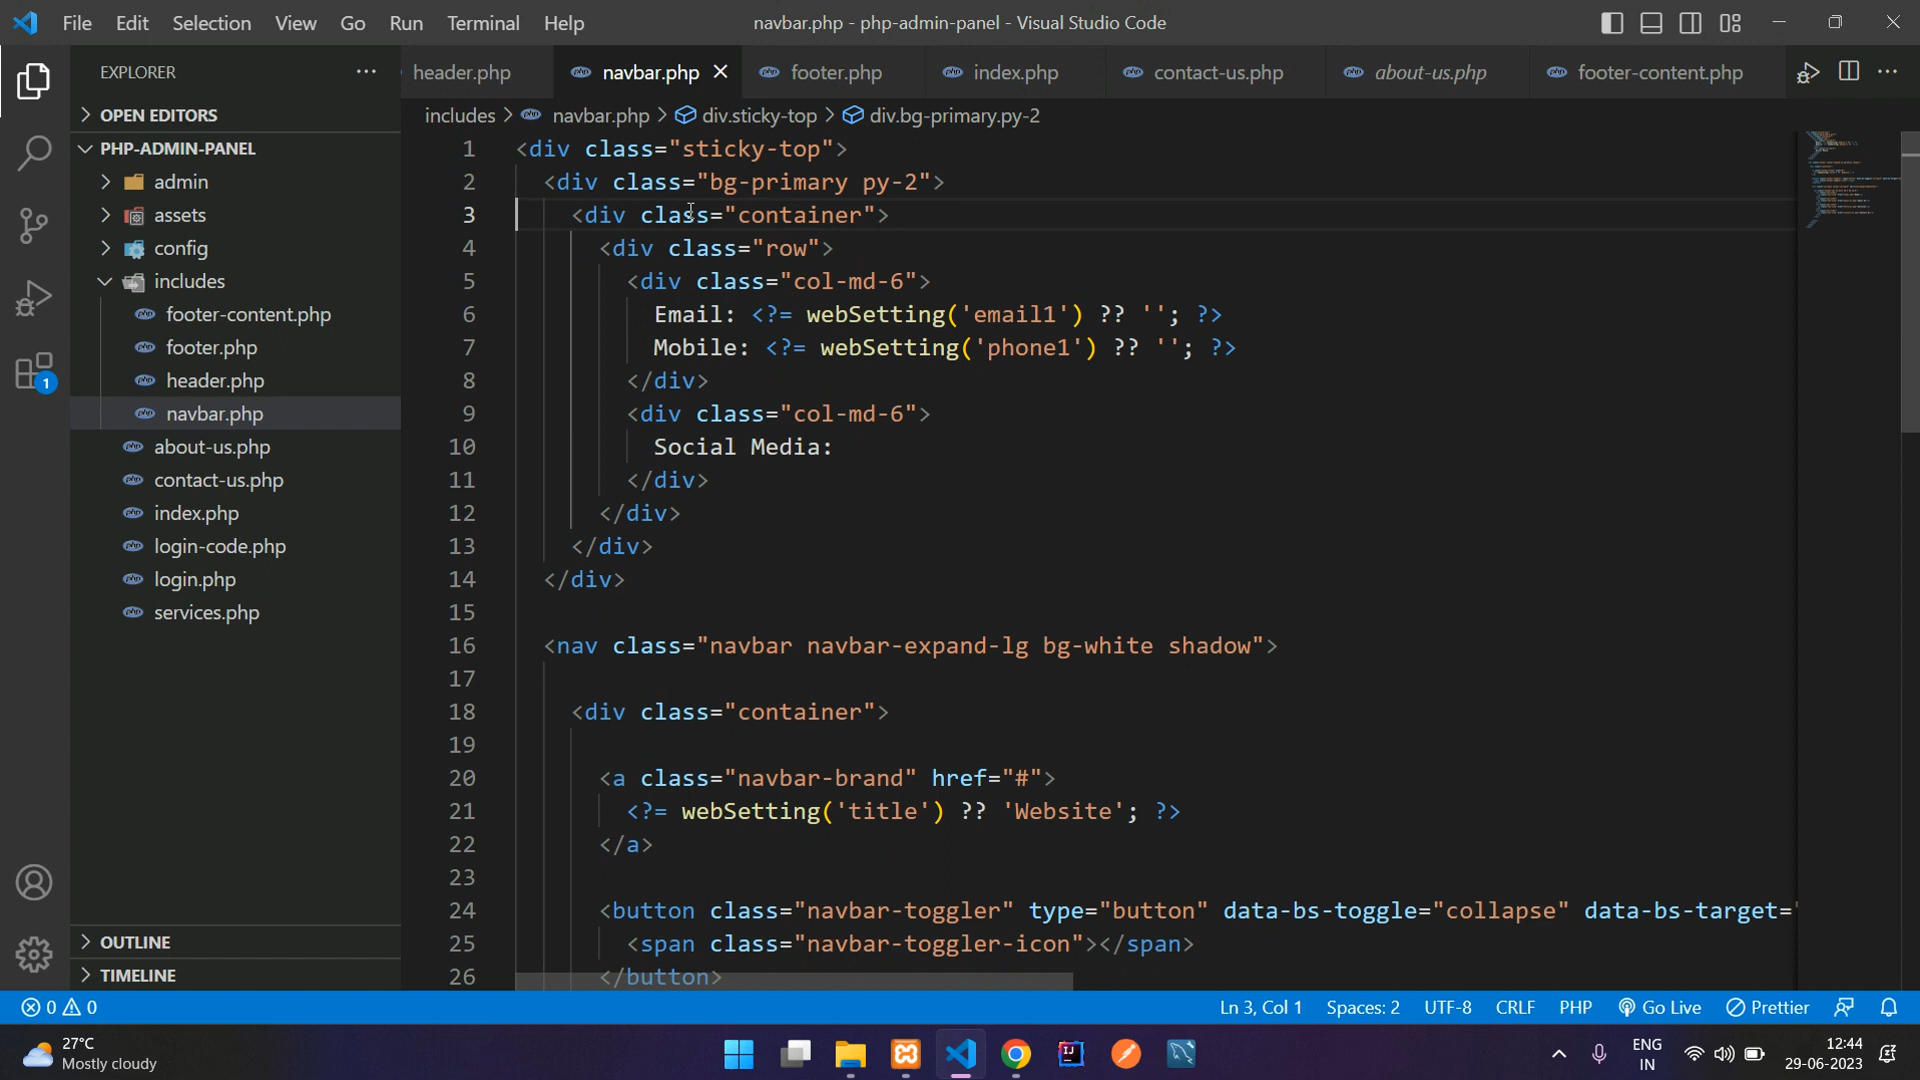 File Edit Selection View Go Run Terminal Help navbar.php - php-admin-panel - Visual Studio Code
EXPLORER
header.php navbar.php footer.php index.php contact-us.php about-us.php footer-content.php
OPEN EDITORS
includes navbar.php div.sticky-top div.bg-primary.py-2
PHP-ADMIN-PANEL
admin
assets
config
includes
footer-content.php
footer.php
header.php
navbar.php
about-us.php
contact-us.php
index.php
login-code.php
login.php
services.php
OUTLINE
TIMELINE
1
1 <div class="sticky-top">
2 <div class="bg-primary py-2">
3 <div class="container">
4 <div class="row">
5 <div class="col-md-6">
6 Email: <?= webSetting('email1') ?? ''; ?>
7 Mobile: <?= webSetting('phone1') ?? ''; ?>
8 </div>
9 <div class="col-md-6">
10 Social Media:
11 </div>
12 </div>
13 </div>
14 </div>
15
16 <nav class="navbar navbar-expand-lg bg-white shadow">
17
18 <div class="container">
19
20 <a class="navbar-brand" href="#">
21 <?= webSetting('title') ?? 'Website'; ?>
22 </a>
23
24 <button class="navbar-toggler" type="button" data-bs-toggle="collapse" data-bs-target=
25 <span class="navbar-toggler-icon"></span>
26 </button>
0 0 Ln 3, Col 1 Spaces: 2 UTF-8 CRLF PHP Go Live Prettier
27°C
Mostly cloudy
ENG
IN
12:44
29-06-2023